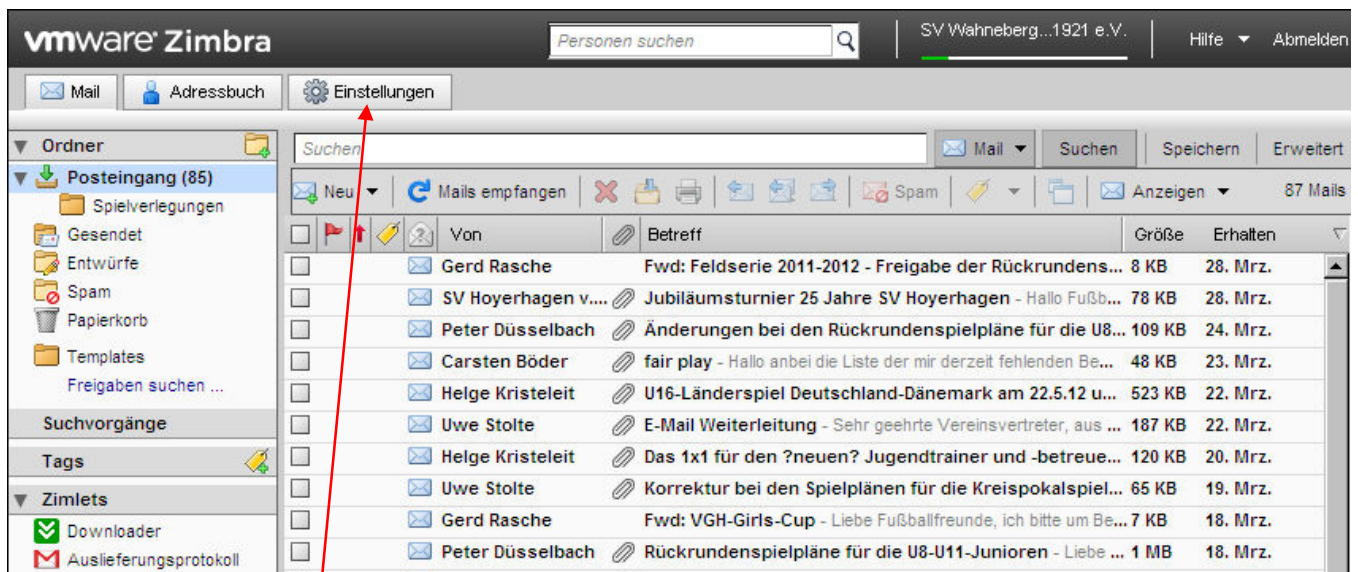 vmware Zimbra Personen suchen SV Wahneberg...1921 e.V. Hilfe Abmelden
Mail Adressbuch Einstellungen
Ordner Suchen Mail Suchen Speichern Erweitert
Posteingang (85) Neu Mails empfangen Spam Anzeigen 87 Mails
Spielverlegungen
Gesendet Von Betreff Größe Erhalten
Entwürfe Gerd Rasche Fwd: Feldserie 2011-2012 - Freigabe der Rückrundens... 8 KB 28. Mrz.
Spam SV Hoyerhagen v.... Jubiläumsturnier 25 Jahre SV Hoyerhagen - Hallo Fußb... 78 KB 28. Mrz.
Papierkorb Peter Düsselbach Änderungen bei den Rückrundenspielpläne für die U8... 109 KB 24. Mrz.
Templates Carsten Böder fair play - Hallo anbei die Liste der mir derzeit fehlenden Be... 48 KB 23. Mrz.
Freigaben suchen ... Helge Kristeleit U16-Länderspiel Deutschland-Dänemark am 22.5.12 u... 523 KB 22. Mrz.
Suchvorgänge Uwe Stolte E-Mail Weiterleitung - Sehr geehrte Vereinsvertreter, aus ... 187 KB 22. Mrz.
Tags Helge Kristeleit Das 1x1 für den ?neuen? Jugendtrainer und -betreue... 120 KB 20. Mrz.
Zimlets Uwe Stolte Korrektur bei den Spielplänen für die Kreispokalspiel... 65 KB 19. Mrz.
Downloader Gerd Rasche Fwd: VGH-Girls-Cup - Liebe Fußballfreunde, ich bitte um Be... 7 KB 18. Mrz.
Auslieferungsprotokoll Peter Düsselbach Rückrundenspielpläne für die U8-U11-Junioren - Liebe ... 1 MB 18. Mrz.